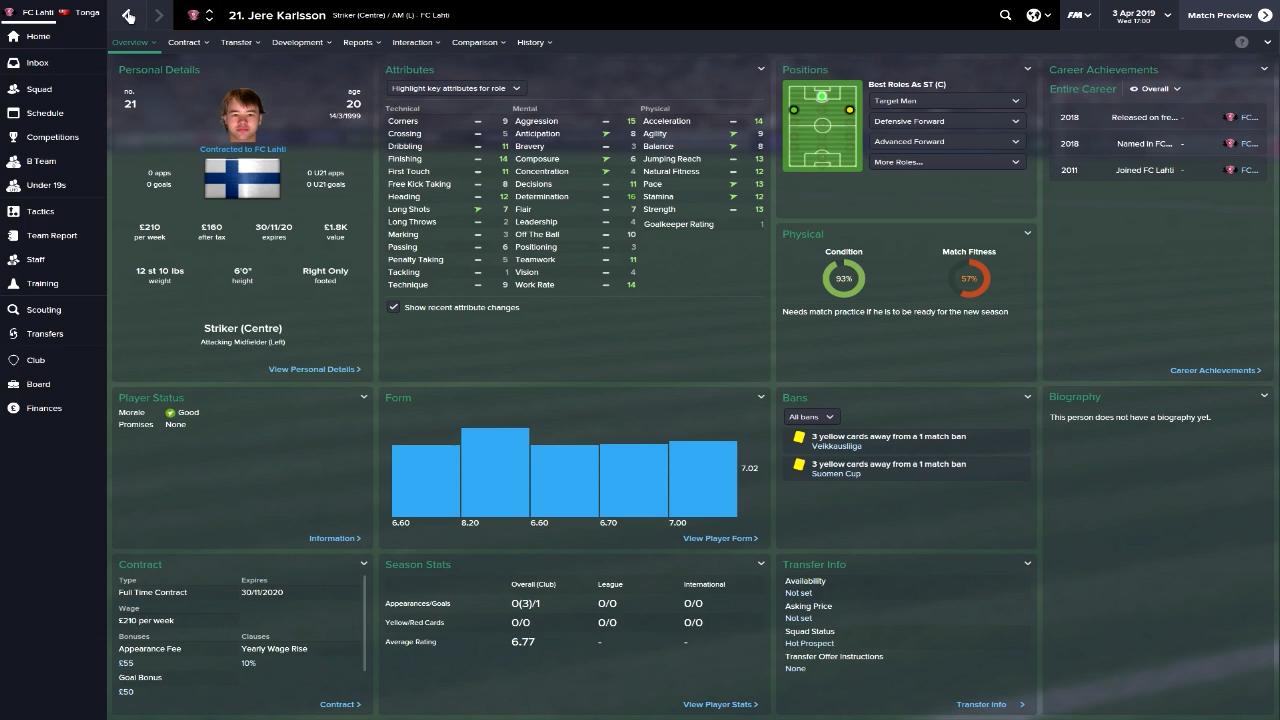 FC Lahti
Tonga
21. Jere Karlsson
Striker (Centre) / AM (L) - FC Lahti
FM
3 Apr 2019
Wed 17:00
Match Preview
Home
Inbox
Squad
Schedule
Competitions
B Team
Under 19s
Tactics
Team Report
Staff
Training
Scouting
Transfers
Club
Board
Finances
Overview
Contract
Transfer
Development
Reports
Interaction
Comparison
History
Personal Details
no.
21
age
20
14/3/1999
Contracted to FC Lahti
0 apps
0 goals
0 U21 apps
0 U21 goals
£210
per week
£160
after tax
30/11/20
expires
£1.8K
value
12 st 10 lbs
weight
6'0"
height
Right Only
footed
Striker (Centre)
Attacking Midfielder (Left)
View Personal Details >
Attributes
Highlight key attributes for role
Technical Mental Physical
Corners 9 Aggression 15 Acceleration 14
Crossing 5 Anticipation 8 Agility 9
Dribbling 11 Bravery 3 Balance 8
Finishing 14 Composure 6 Jumping Reach 13
First Touch 11 Concentration 4 Natural Fitness 12
Free Kick Taking 8 Decisions 11 Pace 13
Heading 12 Determination 16 Stamina 12
Long Shots 7 Flair 7 Strength 13
Long Throws 2 Leadership 4 Goalkeeper Rating 1
Marking 3 Off The Ball 10
Passing 6 Positioning 3
Penalty Taking 5 Teamwork 11
Tackling 1 Vision 4
Technique 9 Work Rate 14
Show recent attribute changes
Positions
Best Roles As ST (C)
Target Man
Defensive Forward
Advanced Forward
More Roles...
Physical
Condition
93%
Match Fitness
57%
Needs match practice if he is to be ready for the new season
Career Achievements
Entire Career
Overall
2018 Released on fre... - FC...
2018 Named in FC... - FC...
2011 Joined FC Lahti - FC...
Career Achievements >
Player Status
Morale Good
Promises None
Information >
Form
7.02
6.60 8.20 6.60 6.70 7.00
View Player Form >
Bans
All bans
3 yellow cards away from a 1 match ban
Veikkausliiga
3 yellow cards away from a 1 match ban
Suomen Cup
Biography
This person does not have a biography yet.
Contract
Type
Full Time Contract
Expires
30/11/2020
Wage
£210 per week
Bonuses
Appearance Fee
£55
Goal Bonus
£50
Clauses
Yearly Wage Rise
10%
Contract >
Season Stats
Overall (Club) League International
Appearances/Goals 0(3)/1 0/0 0/0
Yellow/Red Cards 0/0 0/0 0/0
Average Rating 6.77 - -
View Player Stats >
Transfer Info
Availability
Not set
Asking Price
Not set
Squad Status
Hot Prospect
Transfer Offer Instructions
None
Transfer Info >